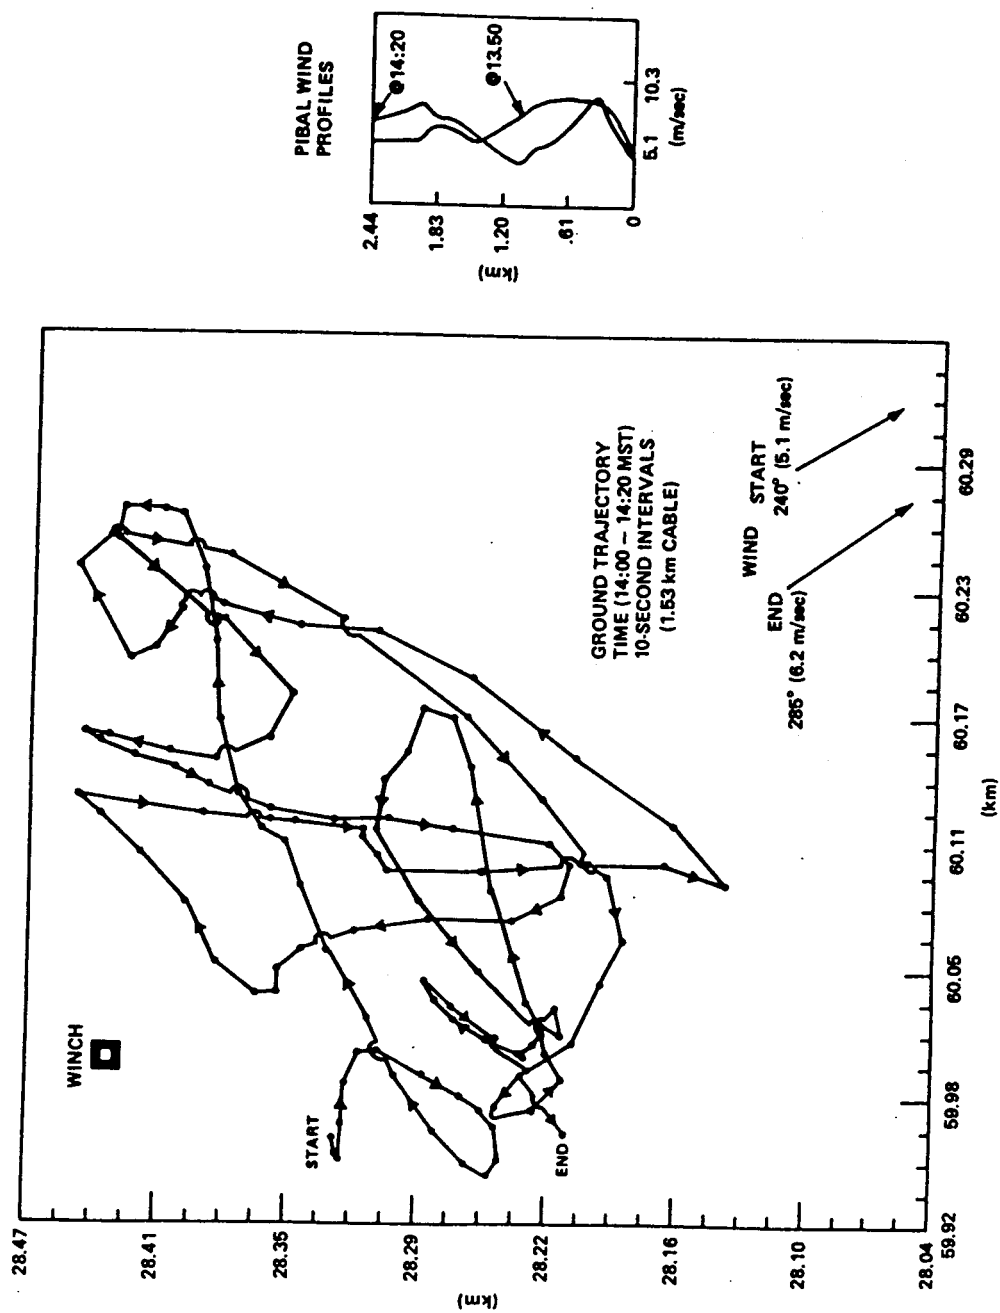 PIBAL WIND
PROFILES
@14:20
@13.50
2.44
1.83
1.20
.61
0
(km)
5.1
10.3
(m/sec)
28.47
28.41
28.35
28.29
28.22
28.16
28.10
28.04
(km)
WINCH
START
END
GROUND TRAJECTORY
TIME (14:00 – 14:20 MST)
10-SECOND INTERVALS
(1.53 km CABLE)
WIND
END
285° (6.2 m/sec)
START
240° (5.1 m/sec)
59.92
59.98
60.05
60.11
60.17
60.23
60.29
(km)